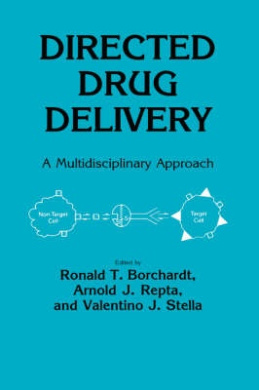 DIRECTED
DRUG
DELIVERY
A Multidisciplinary Approach
Non-Target
Cell
Target
Cell
Edited by
Ronald T. Borchardt,
Arnold J. Repta,
and Valentino J. Stella